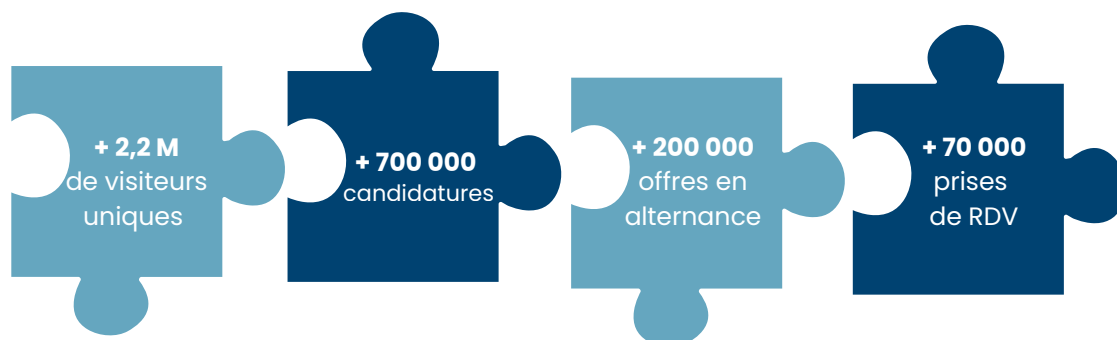 + 2,2 M
de visiteurs
uniques
+ 700 000
candidatures
+ 200 000
offres en
alternance
+ 70 000
prises
de RDV